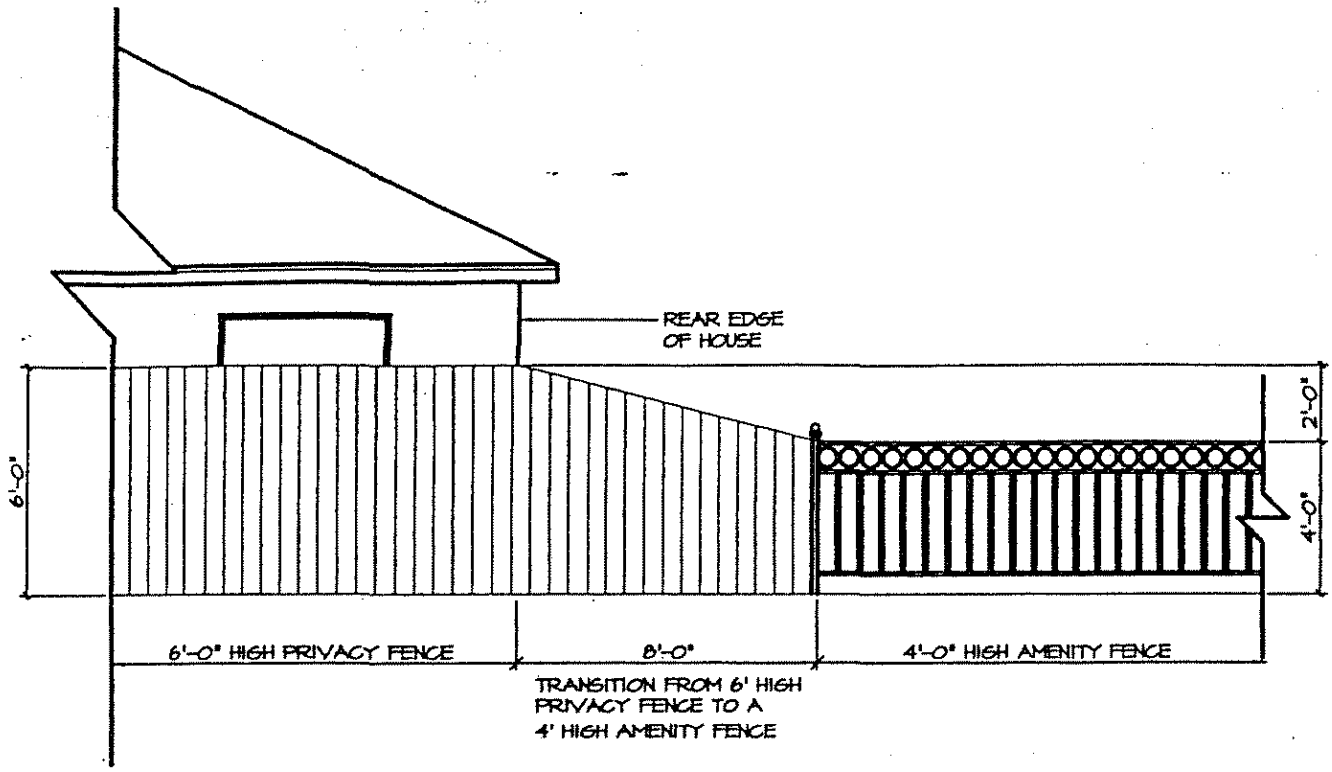 REAR EDGE
OF HOUSE
2'-0"
6'-0"
4'-0"
6'-0" HIGH PRIVACY FENCE
8'-0"
4'-0" HIGH AMENITY FENCE
TRANSITION FROM 6' HIGH
PRIVACY FENCE TO A
4' HIGH AMENITY FENCE